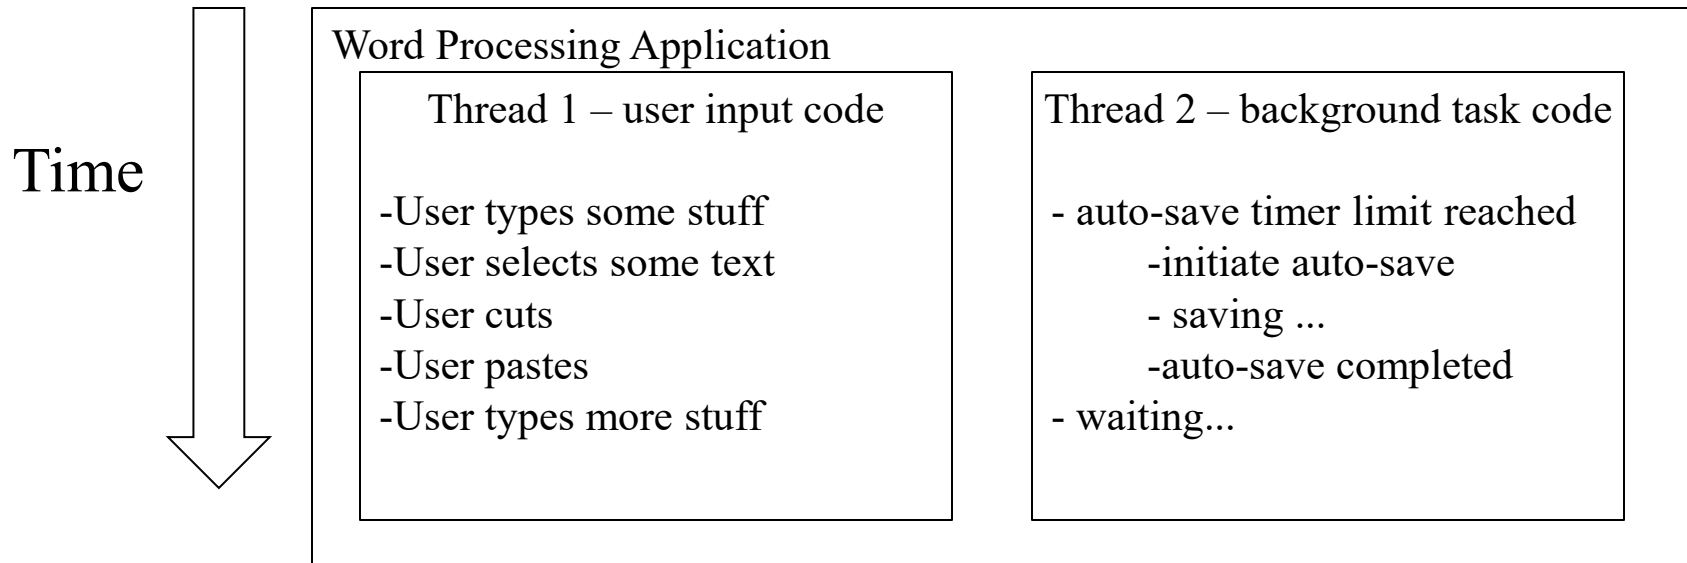 Time
Word Processing Application
Thread 1 – user input code
-User types some stuff
-User selects some text
-User cuts
-User pastes
-User types more stuff
Thread 2 – background task code
- auto-save timer limit reached
-initiate auto-save
- saving ...
-auto-save completed
- waiting...